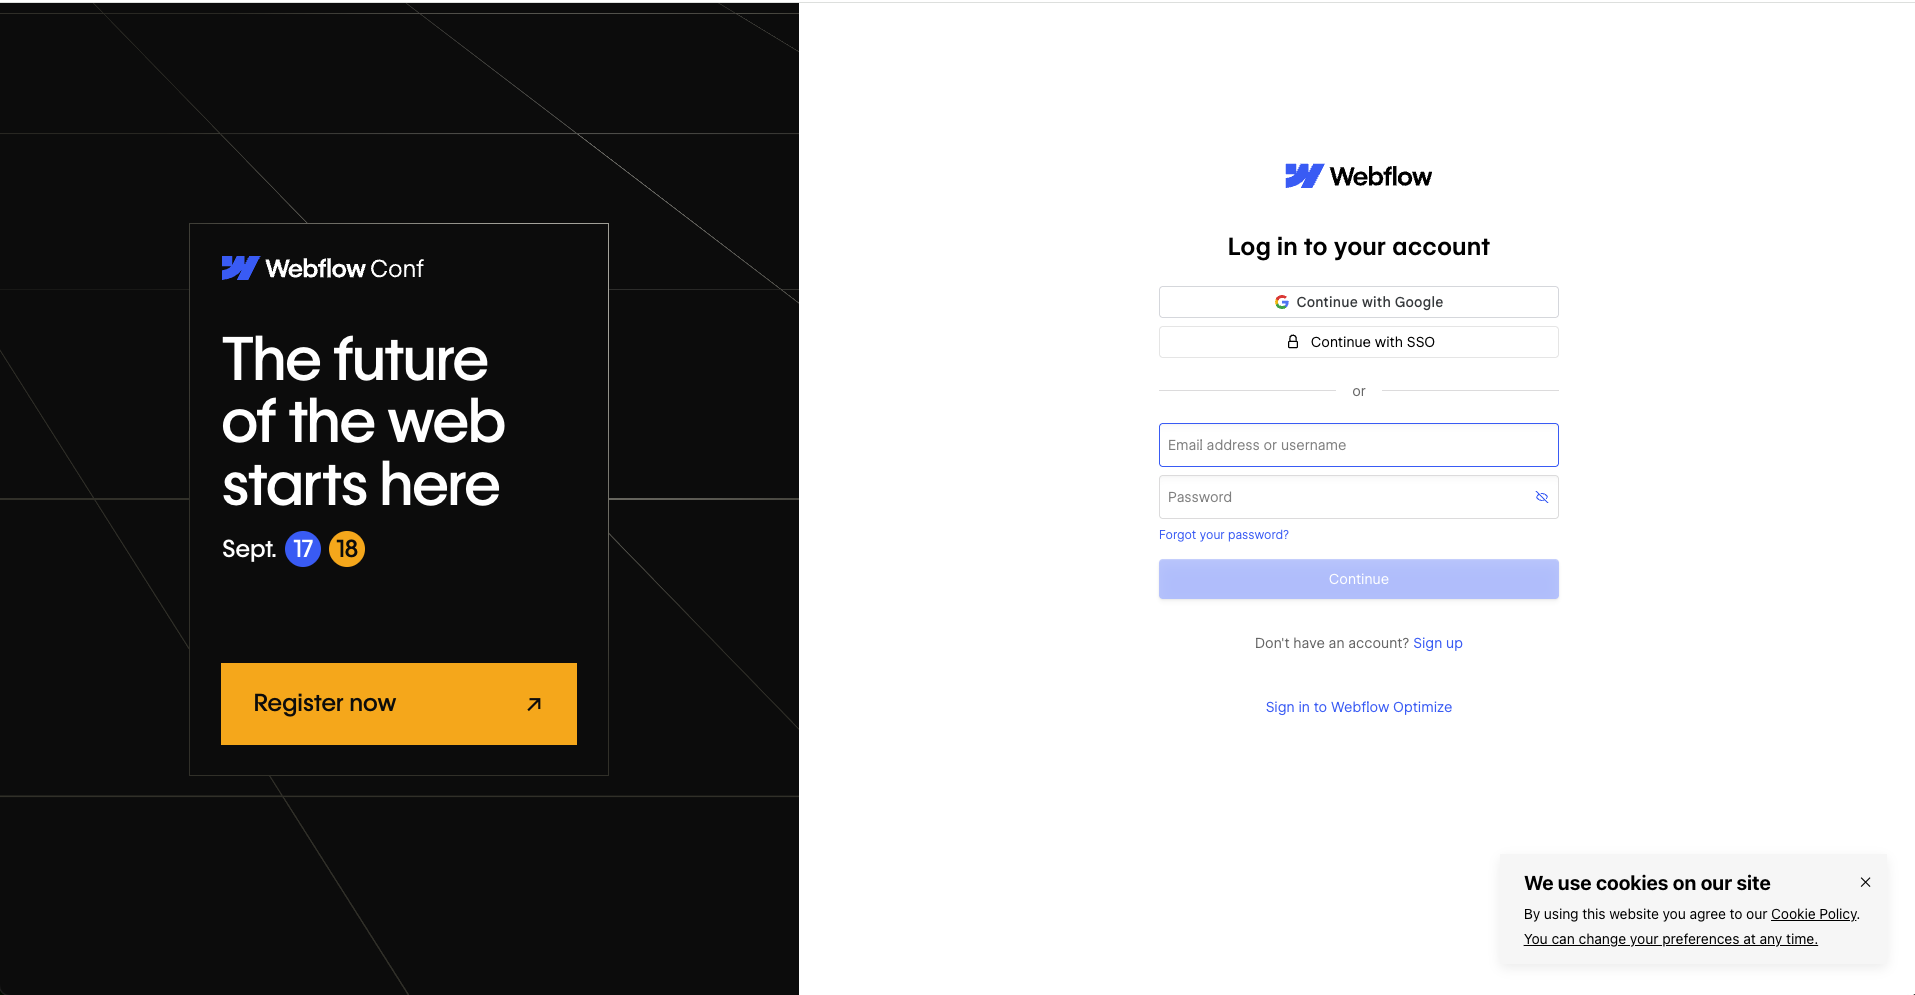 Webflow Conf
The future
of the web
starts here
Sept. 17 18
Register now
Webflow
Log in to your account
Continue with Google
Continue with SSO
or
Email address or username
Password
Forgot your password?
Continue
Don't have an account? Sign up
Sign in to Webflow Optimize
We use cookies on our site
By using this website you agree to our Cookie Policy.
You can change your preferences at any time.